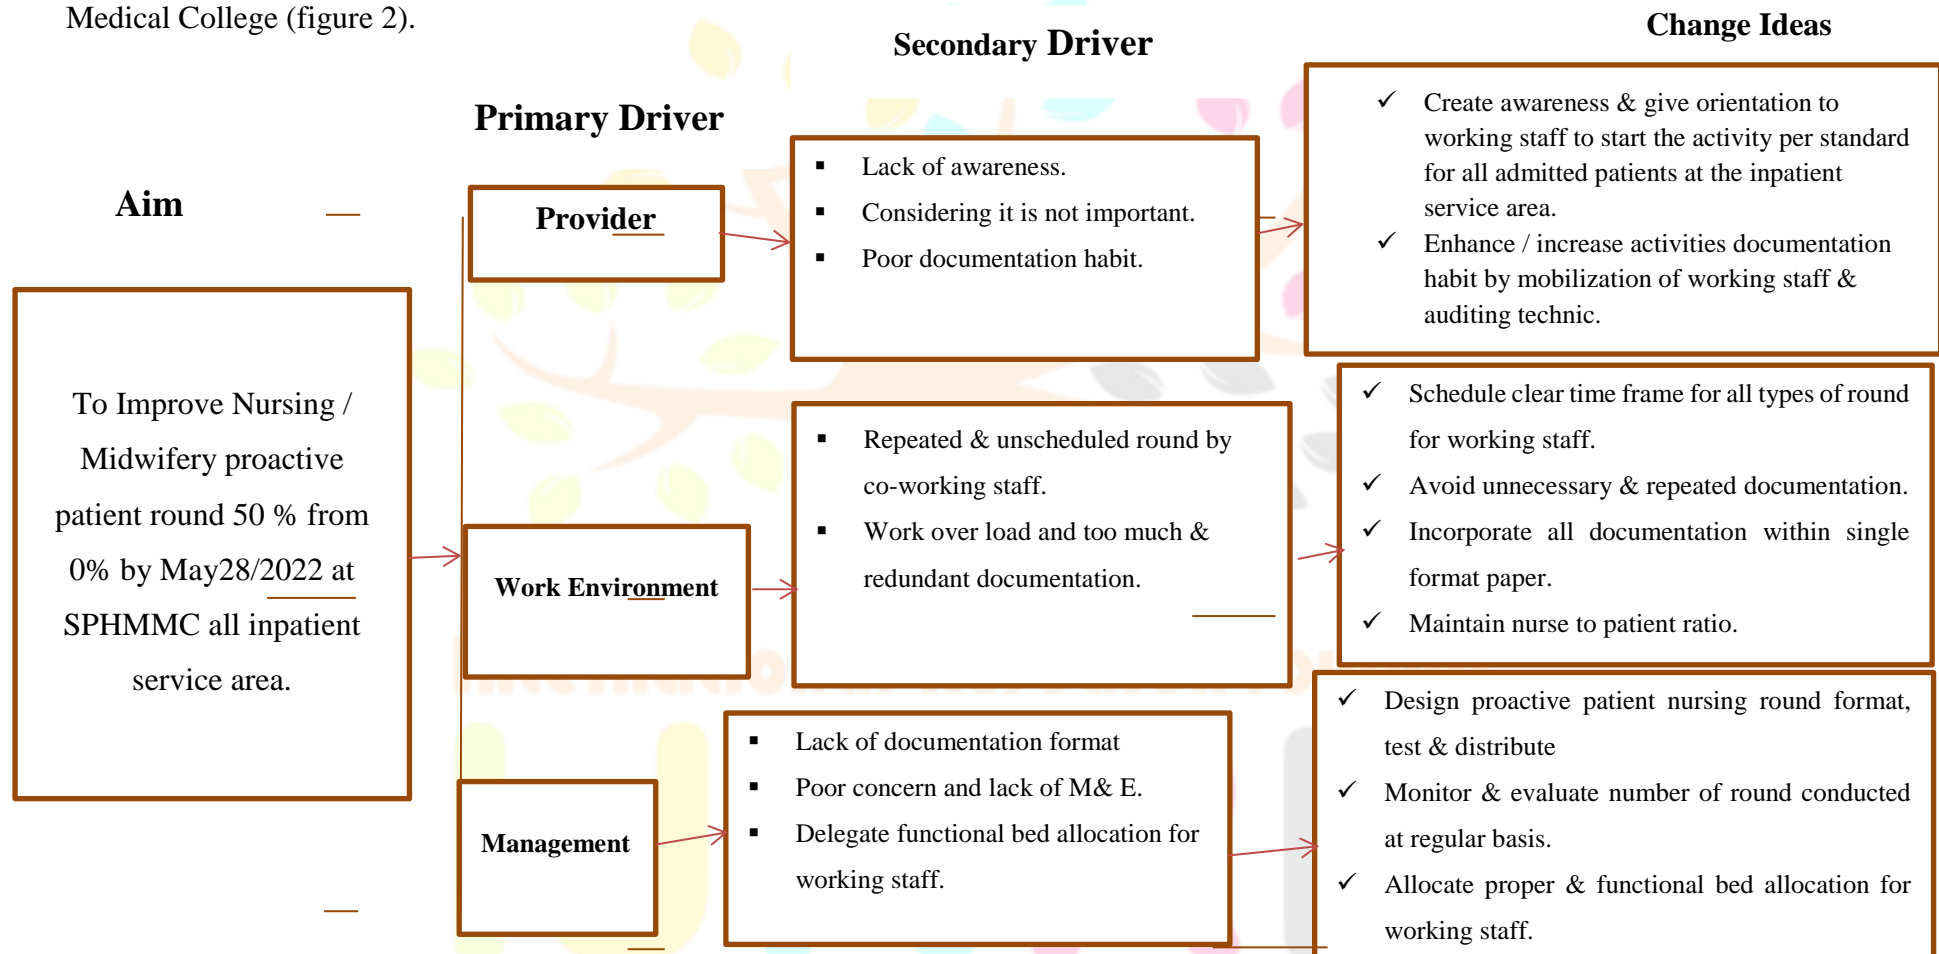 Medical College (figure 2).
Aim
To Improve Nursing /
Midwifery proactive
patient round 50 % from
0% by May28/2022 at
SPHMMC all inpatient
service area.
Primary Driver
Provider
Work Environment
Management
Secondary Driver
▪ Lack of awareness.
▪ Considering it is not important.
▪ Poor documentation habit.
▪ Repeated & unscheduled round by
co-working staff.
▪ Work over load and too much &
redundant documentation.
▪ Lack of documentation format
▪ Poor concern and lack of M& E.
▪ Delegate functional bed allocation for
working staff.
Change Ideas
✓ Create awareness & give orientation to
working staff to start the activity per standard
for all admitted patients at the inpatient
service area.
✓ Enhance / increase activities documentation
habit by mobilization of working staff &
auditing technic.
✓ Schedule clear time frame for all types of round
for working staff.
✓ Avoid unnecessary & repeated documentation.
✓ Incorporate all documentation within single
format paper.
✓ Maintain nurse to patient ratio.
✓ Design proactive patient nursing round format,
test & distribute
✓ Monitor & evaluate number of round conducted
at regular basis.
✓ Allocate proper & functional bed allocation for
working staff.